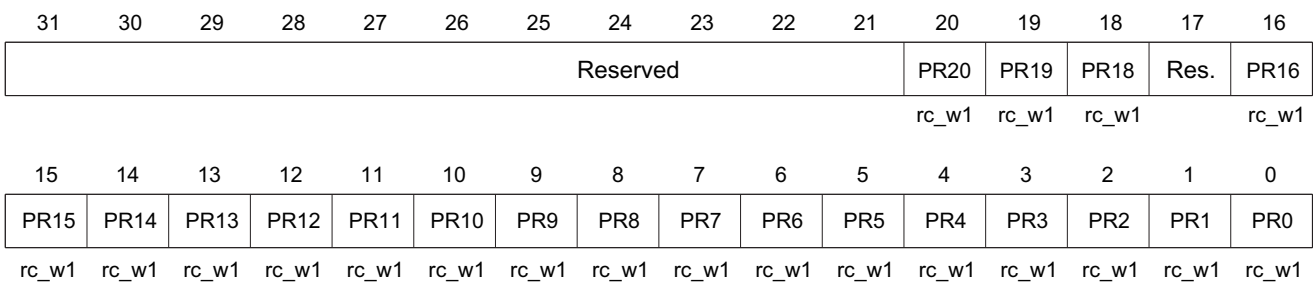 31 30 29 28 27 26 25 24 23 22 21 20 19 18 17 16
Reserved PR20 PR19 PR18 Res. PR16
rc_w1 rc_w1 rc_w1 rc_w1
15 14 13 12 11 10 9 8 7 6 5 4 3 2 1 0
PR15 PR14 PR13 PR12 PR11 PR10 PR9 PR8 PR7 PR6 PR5 PR4 PR3 PR2 PR1 PR0
rc_w1 rc_w1 rc_w1 rc_w1 rc_w1 rc_w1 rc_w1 rc_w1 rc_w1 rc_w1 rc_w1 rc_w1 rc_w1 rc_w1 rc_w1 rc_w1